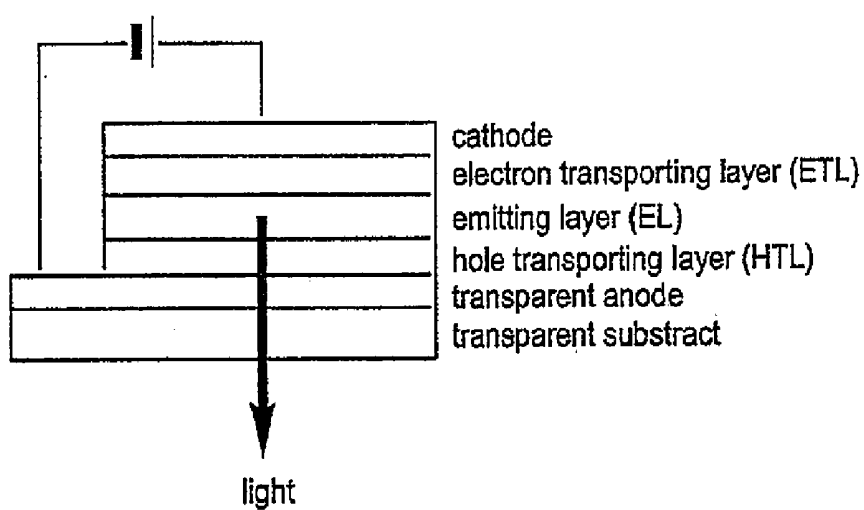 cathode
electron transporting layer (ETL)
emitting layer (EL)
hole transporting layer (HTL)
transparent anode
transparent substract
light